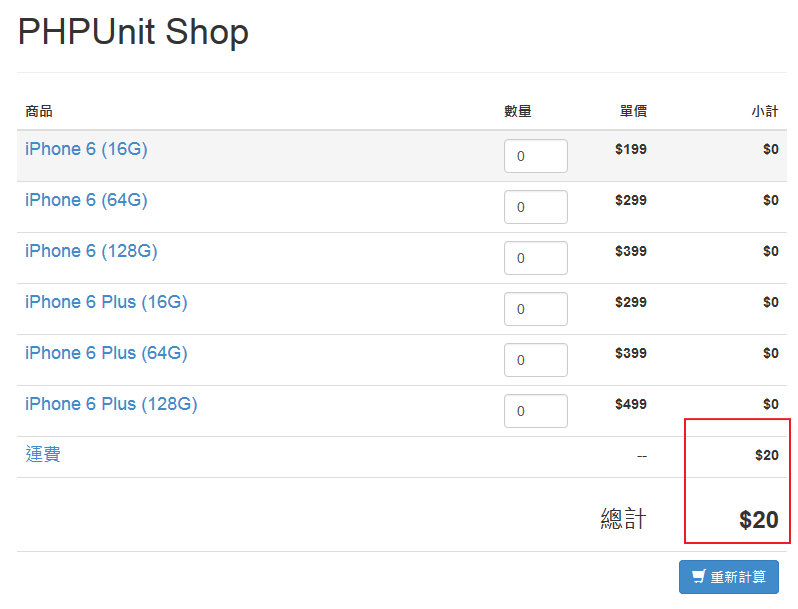 PHPUnit Shop
商品 數量 單價 小計
iPhone 6 (16G) 0 $199 $0
iPhone 6 (64G) 0 $299 $0
iPhone 6 (128G) 0 $399 $0
iPhone 6 Plus (16G) 0 $299 $0
iPhone 6 Plus (64G) 0 $399 $0
iPhone 6 Plus (128G) 0 $499 $0
運費 -- $20
總計 $20
重新計算